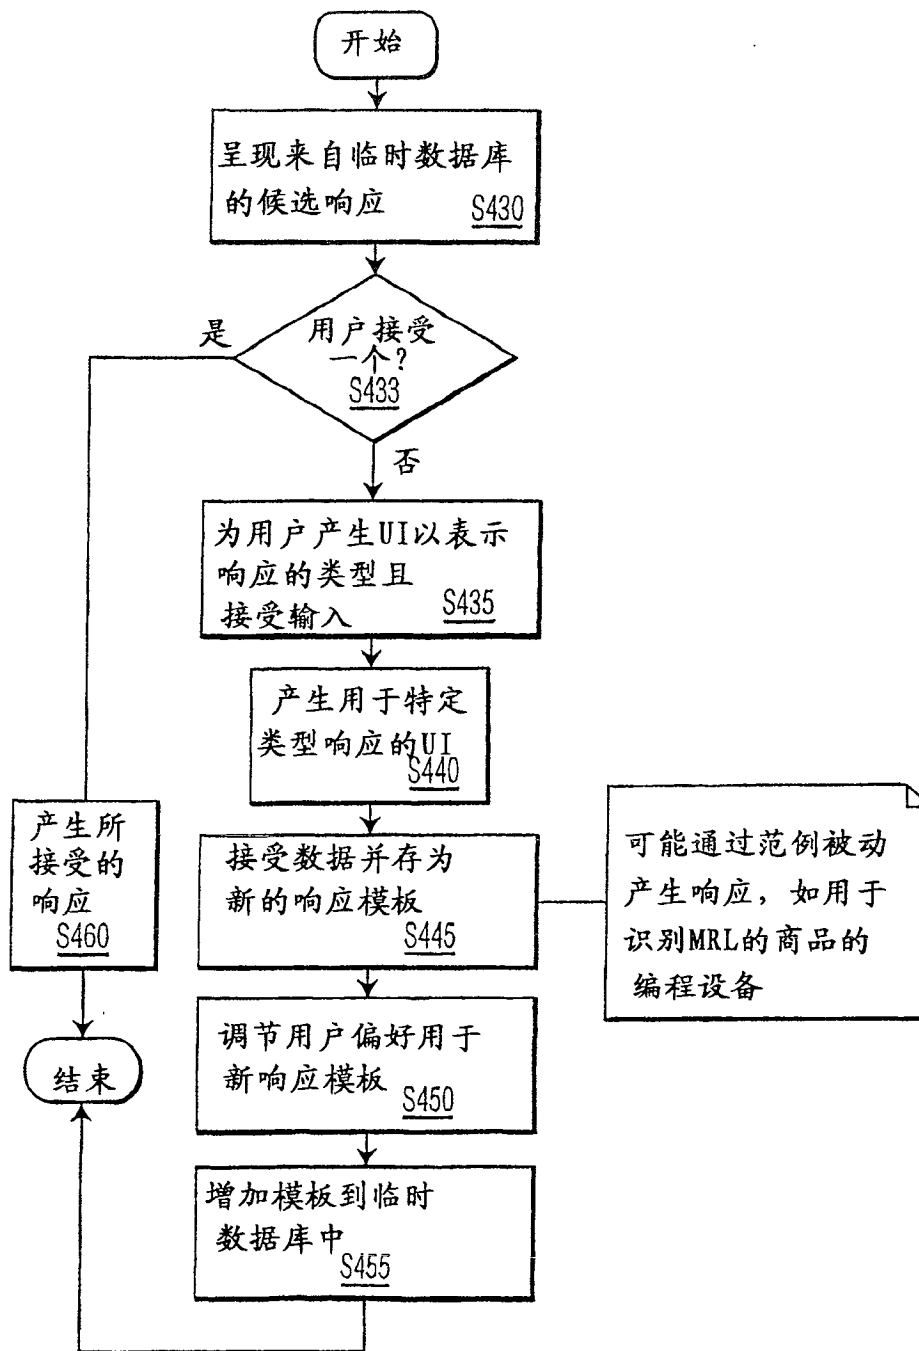 开始
呈现来自临时数据库
的候选响应
S430
是
用户接受
一个?
S433
否
为用户产生UI以表示
响应的类型且
接受输入
S435
产生用于特定
类型响应的UI
S440
产生所
接受的
响应
S460
接受数据并存为
新的响应模板
S445
可能通过范例被动
产生响应，如用于
识别MRL的商品的
编程设备
调节用户偏好用于
新响应模板
S450
结束
增加模板到临时
数据库中
S455